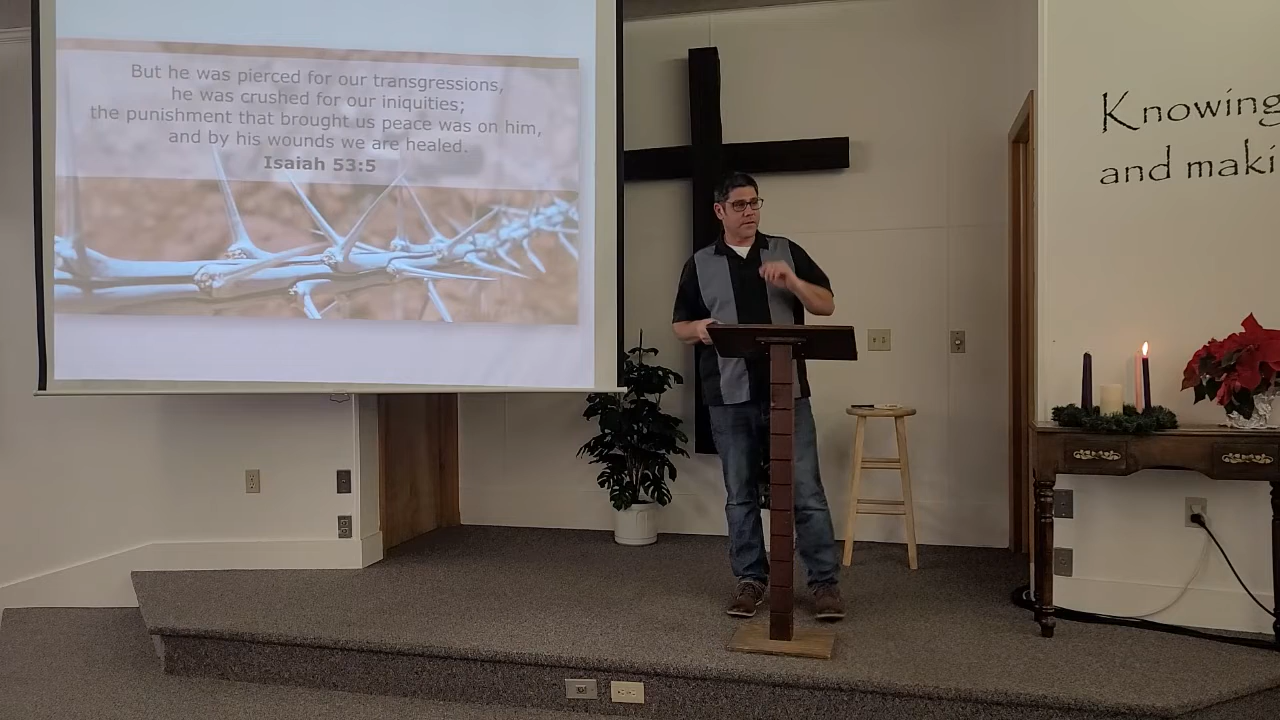 But he was pierced for our transgressions,
he was crushed for our iniquities;
the punishment that brought us peace was on him,
and by his wounds we are healed.
Isaiah 53:5
Knowing
and maki